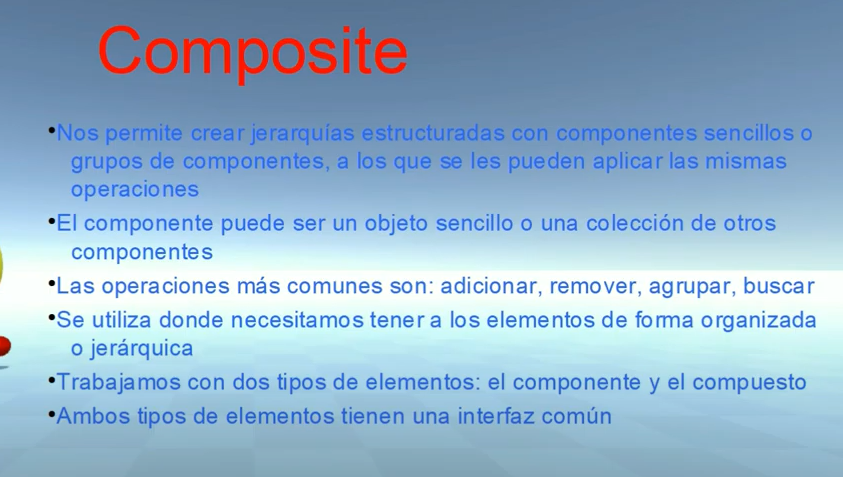 Composite
•Nos permite crear jerarquías estructuradas con componentes sencillos o
grupos de componentes, a los que se les pueden aplicar las mismas
operaciones
•El componente puede ser un objeto sencillo o una colección de otros
componentes
•Las operaciones más comunes son: adicionar, remover, agrupar, buscar
•Se utiliza donde necesitamos tener a los elementos de forma organizada
o jerárquica
•Trabajamos con dos tipos de elementos: el componente y el compuesto
•Ambos tipos de elementos tienen una interfaz común